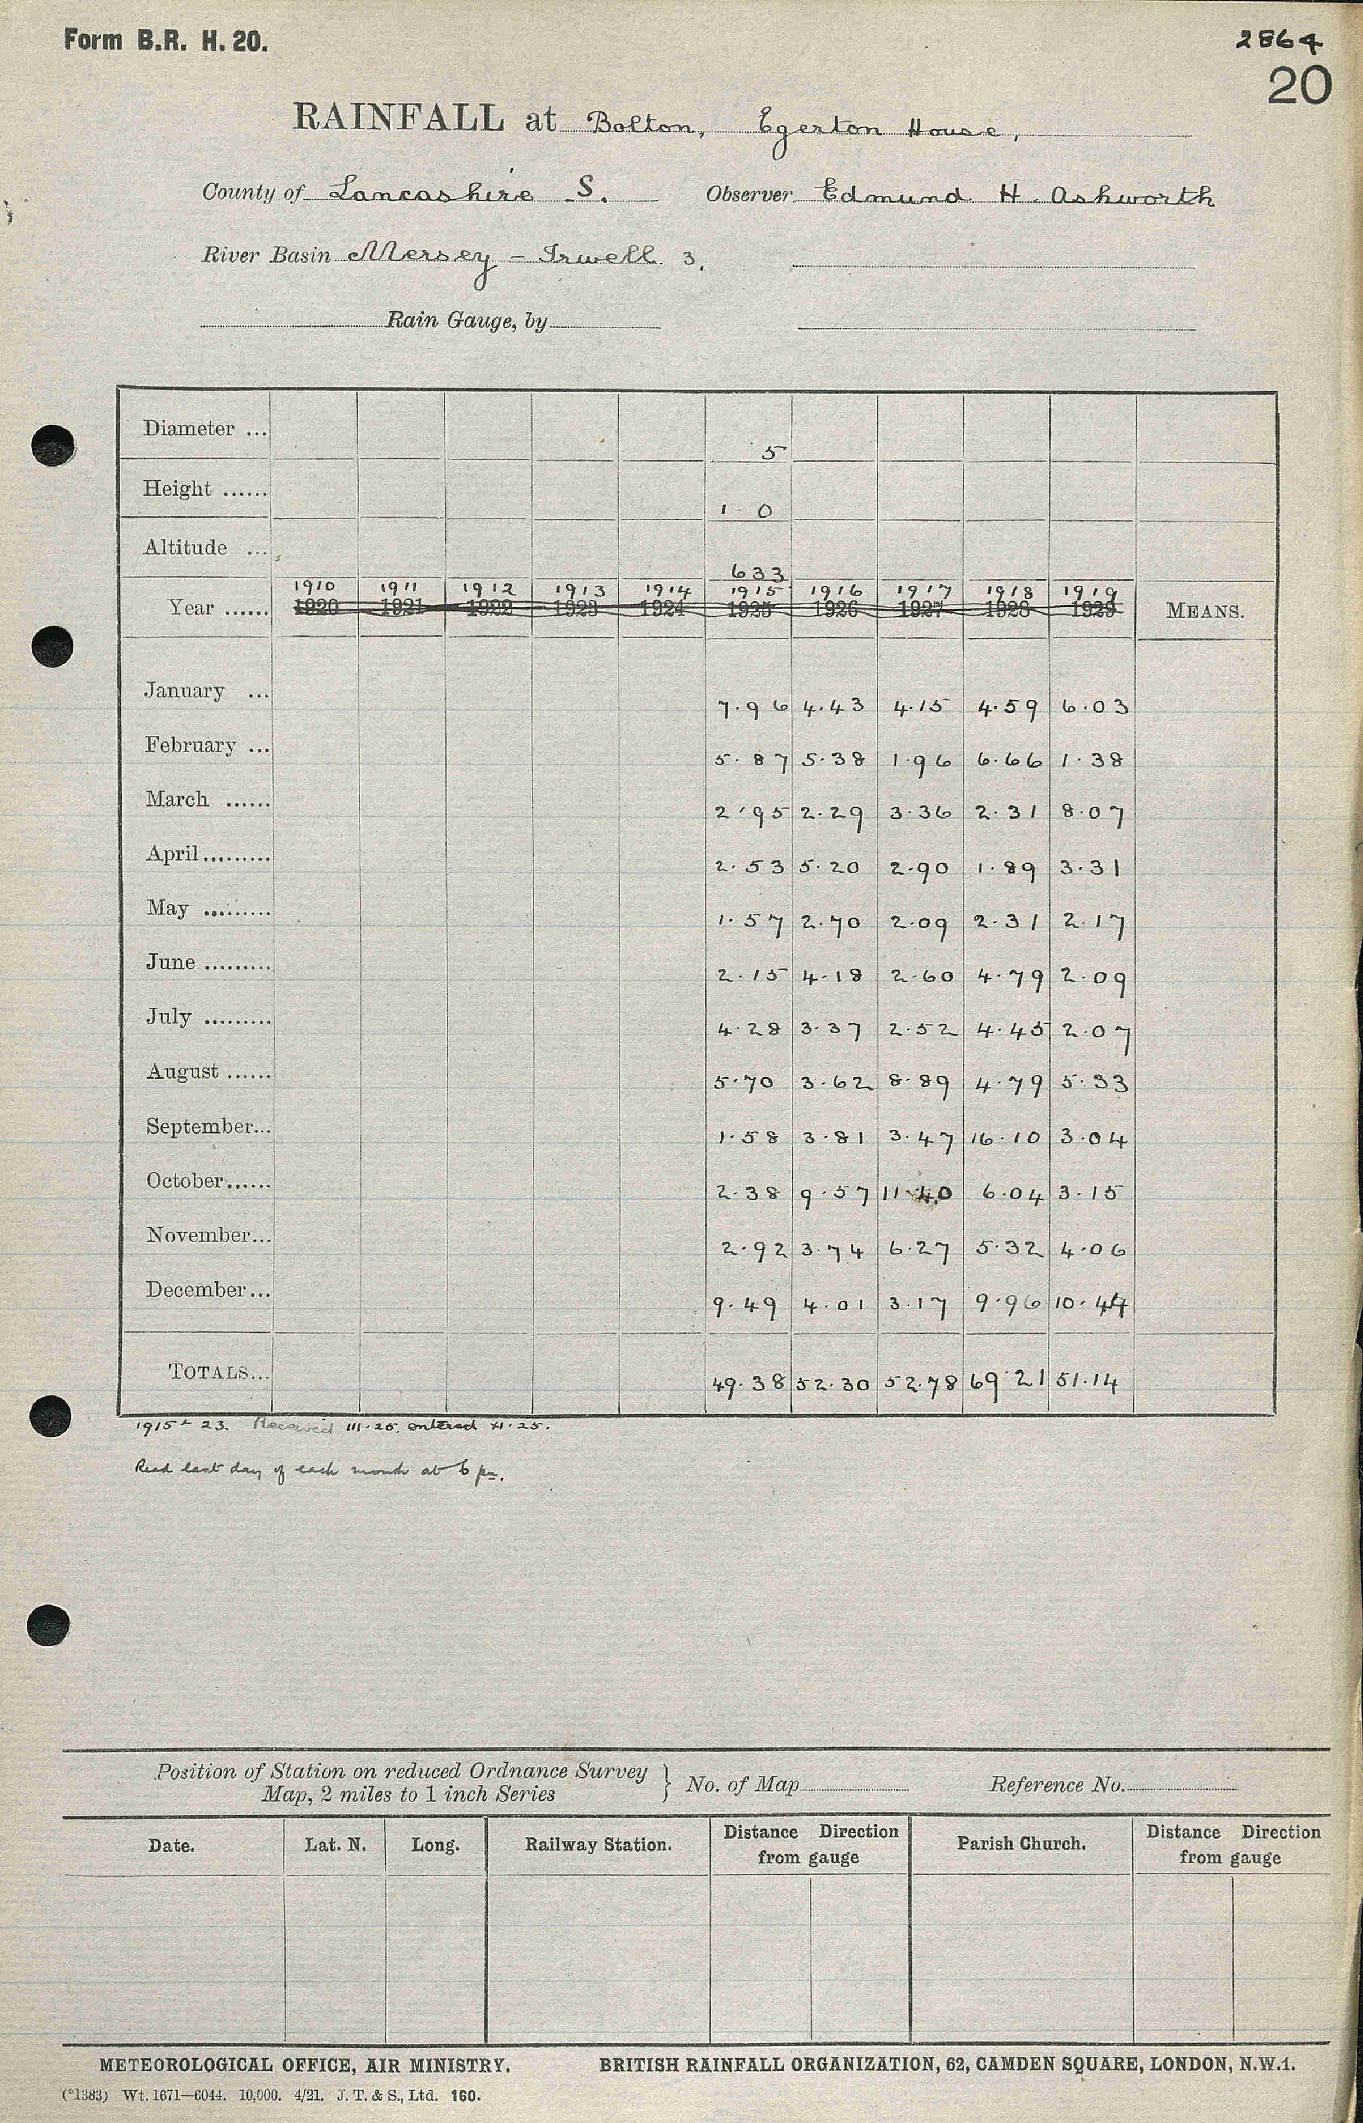 Form B.R. H. 20.
2864
20
RAINFALL at Bolton, Egerton House,
County of Lancashire S. Observer Edmund H. Ashworth
River Basin Mersey - Irwell 3.
Rain Gauge, by
Diameter ... 5
Height ...... 1 0
Altitude ... 633
1910 1911 1912 1913 1914 1915 1916 1917 1918 1919
Year ...... 1920 1921 1922 1923 1924 1925 1926 1927 1928 1929 MEANS.
January ... 7.96 4.43 4.15 4.59 6.03
February ... 5.87 5.38 1.96 6.66 1.38
March ...... 2.95 2.29 3.36 2.31 8.07
April......... 2.53 5.20 2.90 1.89 3.31
May ......... 1.57 2.70 2.09 2.31 2.17
June ......... 2.15 4.18 2.60 4.79 2.09
July ......... 4.28 3.37 2.52 4.45 2.07
August ...... 5.70 3.62 8.89 4.79 5.33
September... 1.58 3.81 3.47 16.10 3.04
October...... 2.38 9.57 11.40 6.04 3.15
November... 2.92 3.74 6.27 5.32 4.06
December... 9.49 4.01 3.17 9.96 10.44
TOTALS... 49.38 52.30 52.78 69.21 51.14
1915-23. Received III.25. entered XI.25.
Read last day of each month at 6 pm.
Position of Station on reduced Ordnance Survey
Map, 2 miles to 1 inch Series } No. of Map Reference No.
Date. Lat. N. Long. Railway Station. Distance Direction from gauge Parish Church. Distance Direction from gauge
METEOROLOGICAL OFFICE, AIR MINISTRY. BRITISH RAINFALL ORGANIZATION, 62, CAMDEN SQUARE, LONDON, N.W.1.
(*1383) Wt. 1671—6044. 10,000. 4/21. J. T. & S., Ltd. 160.